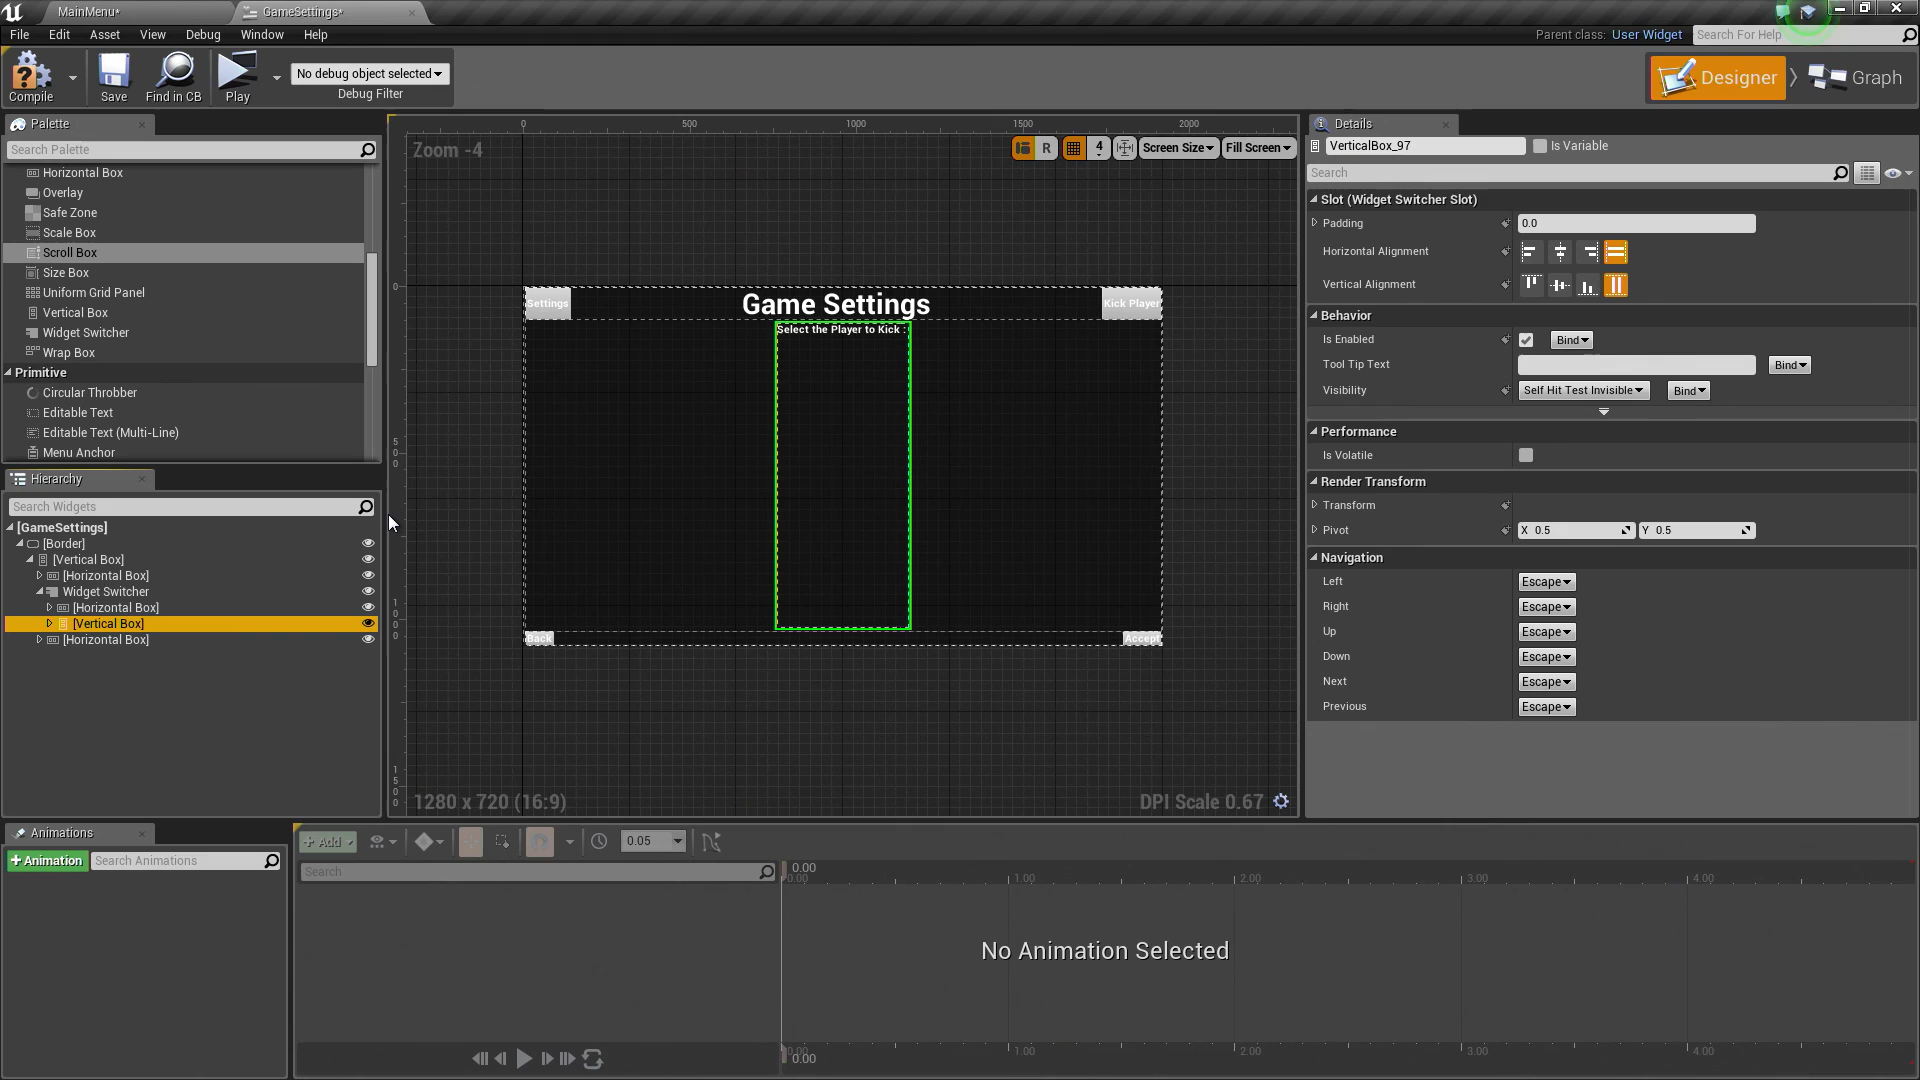 MainMenu*
GameSettings*
File Edit Asset View Debug Window Help
Parent class: User Widget Search For Help
Compile Save Find in CB Play
No debug object selected
Debug Filter
Designer Graph
Palette
Search Palette
Horizontal Box
Overlay
Safe Zone
Scale Box
Scroll Box
Size Box
Uniform Grid Panel
Vertical Box
Widget Switcher
Wrap Box
Primitive
Circular Throbber
Editable Text
Editable Text (Multi-Line)
Menu Anchor
Hierarchy
Search Widgets
[GameSettings]
[Border]
[Vertical Box]
[Horizontal Box]
Widget Switcher
[Horizontal Box]
[Vertical Box]
[Horizontal Box]
0 500 1000 1500 2000
Zoom -4
R 4 Screen Size Fill Screen
0
500
1000
1500
Settings Game Settings Kick Player
Select the Player to Kick :
Back Accept
1280 x 720 (16:9) DPI Scale 0.67
Details
VerticalBox_97 Is Variable
Search
Slot (Widget Switcher Slot)
Padding 0.0
Horizontal Alignment
Vertical Alignment
Behavior
Is Enabled Bind
Tool Tip Text Bind
Visibility Self Hit Test Invisible Bind
Performance
Is Volatile
Render Transform
Transform
Pivot X 0.5 Y 0.5
Navigation
Left Escape
Right Escape
Up Escape
Down Escape
Next Escape
Previous Escape
Animations
+Animation Search Animations
+ Add 0.05
Search 0.00
0.00 1.00 2.00 3.00 4.00
No Animation Selected
0.00 1.00 2.00 3.00 4.00
0.00